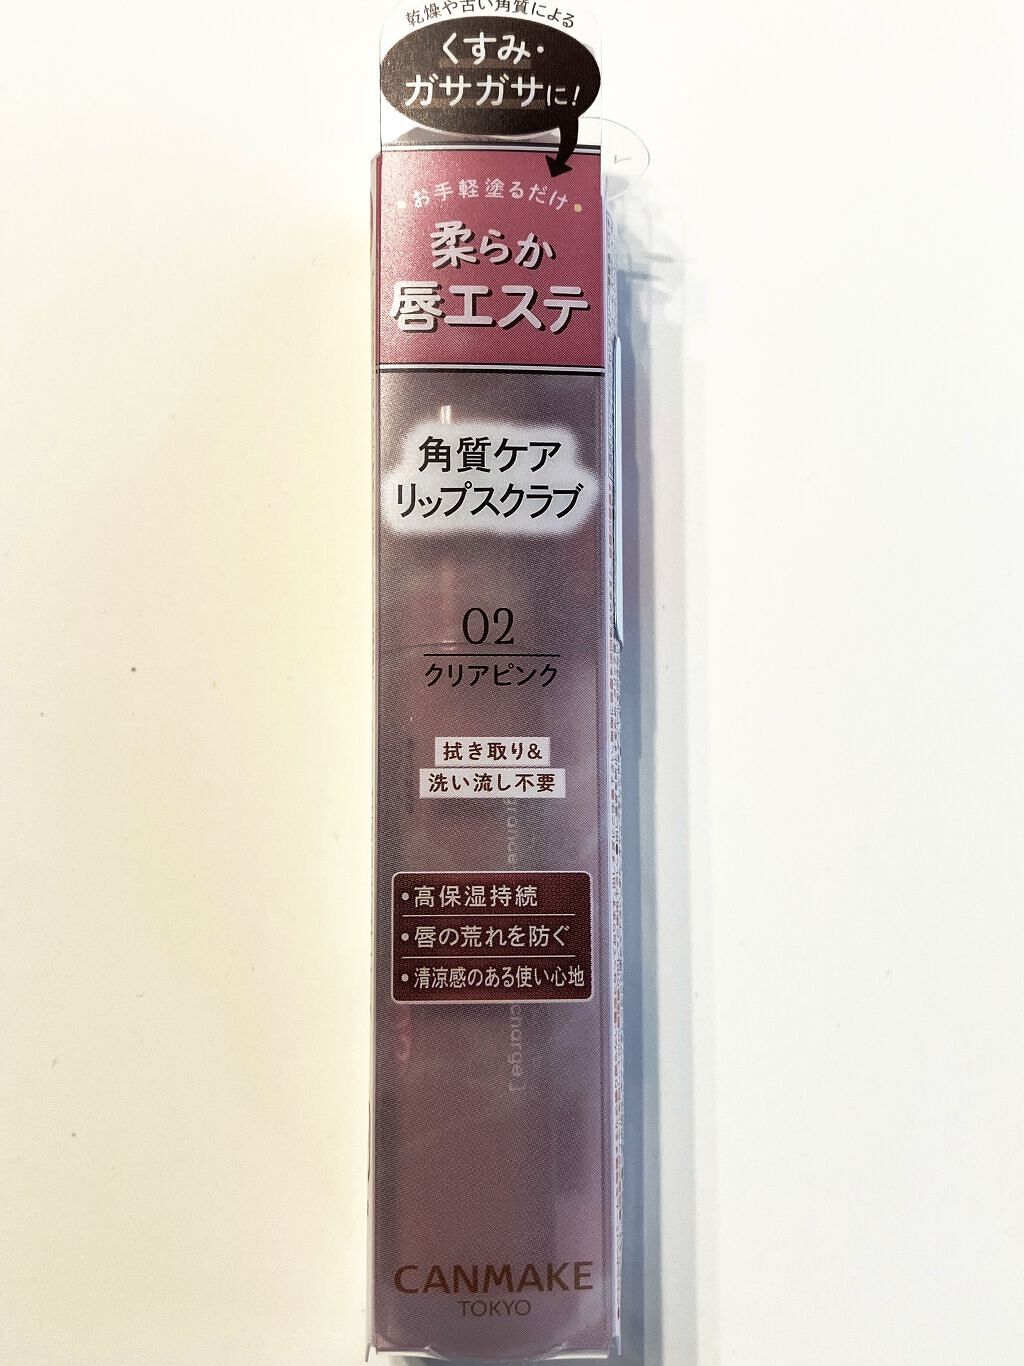 乾燥や古い角質による
くすみ・
ガサガサに!
お手軽塗るだけ
柔らか
唇エステ
角質ケア
リップスクラブ
02
クリアピンク
拭き取り&
洗い流し不要
・高保湿持続
・唇の荒れを防ぐ
・清涼感のある使い心地
CANMAKE
TOKYO